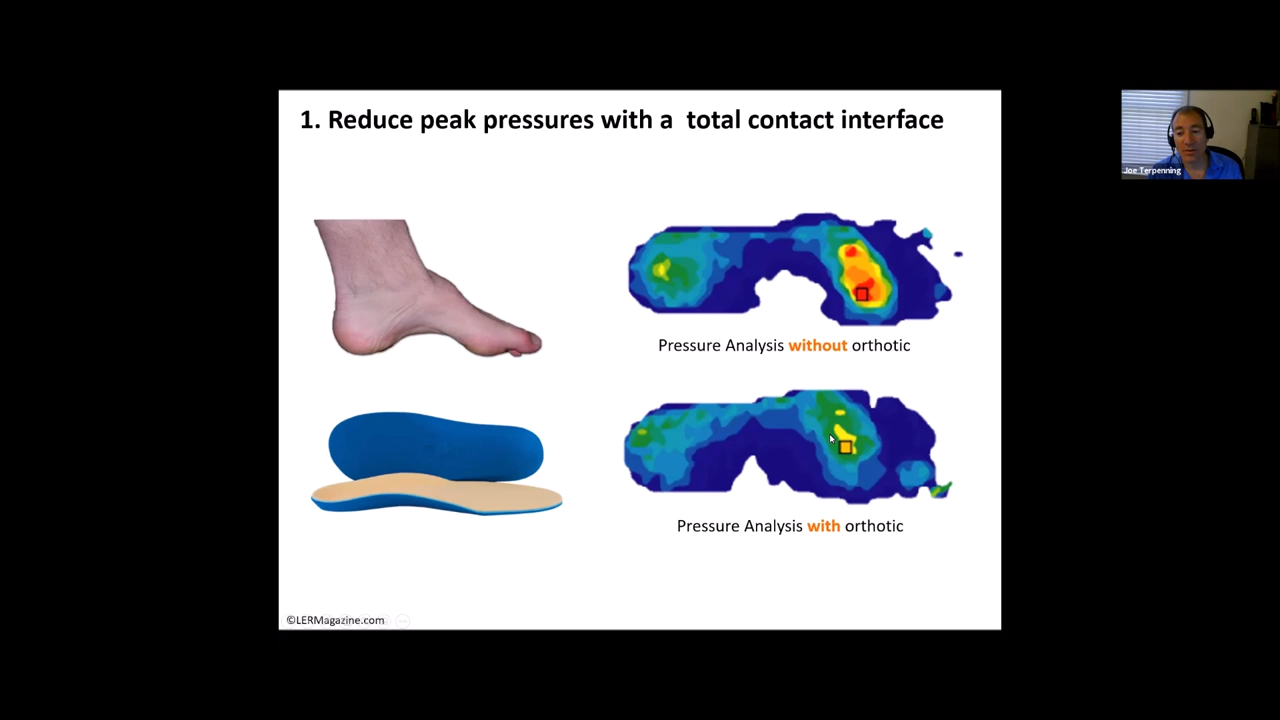 1. Reduce peak pressures with a  total contact interface
Joe Terpenning
Pressure Analysis without orthotic
Pressure Analysis with orthotic
©LERMagazine.com